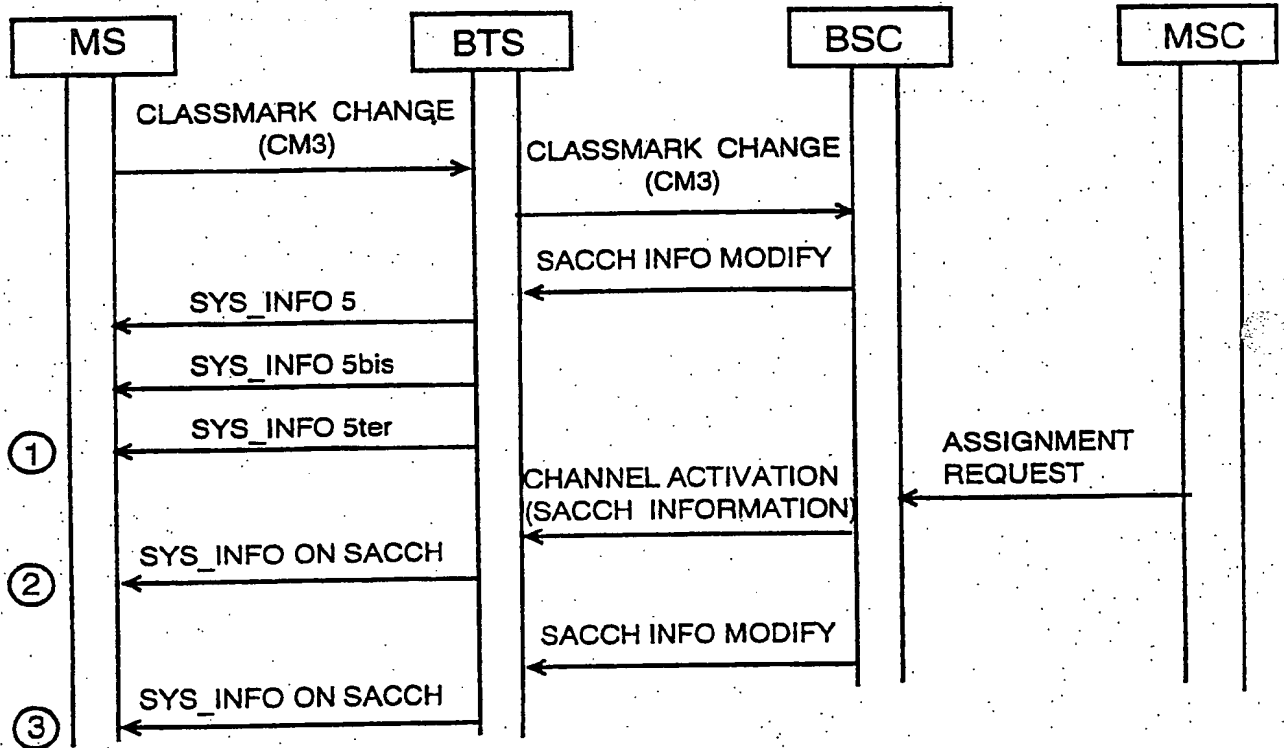 MS
BTS
BSC
MSC
CLASSMARK CHANGE
(CM3)
CLASSMARK CHANGE
(CM3)
SACCH INFO MODIFY
SYS_INFO 5
SYS_INFO 5bis
SYS_INFO 5ter
1
ASSIGNMENT
REQUEST
CHANNEL ACTIVATION
(SACCH INFORMATION)
SYS_INFO ON SACCH
2
SACCH INFO MODIFY
SYS_INFO ON SACCH
3